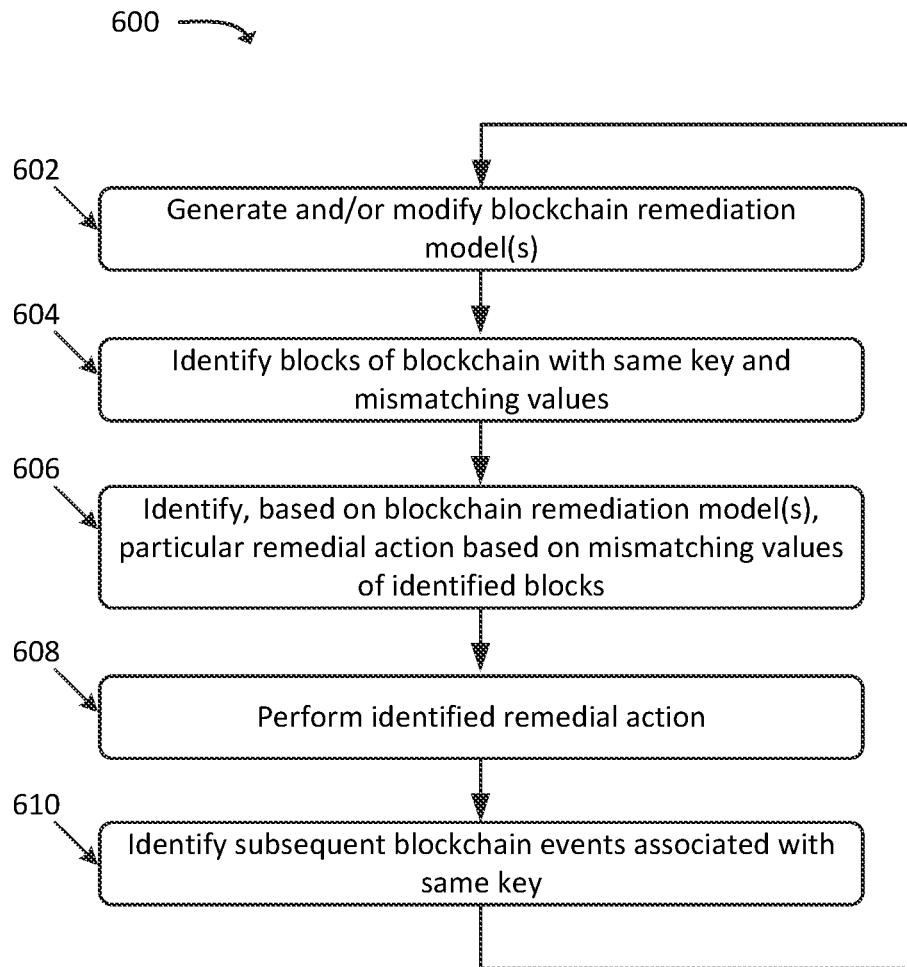 600
602
Generate and/or modify blockchain remediation
model(s)
604
Identify blocks of blockchain with same key and
mismatching values
606
Identify, based on blockchain remediation model(s),
particular remedial action based on mismatching values
of identified blocks
608
Perform identified remedial action
610
Identify subsequent blockchain events associated with
same key